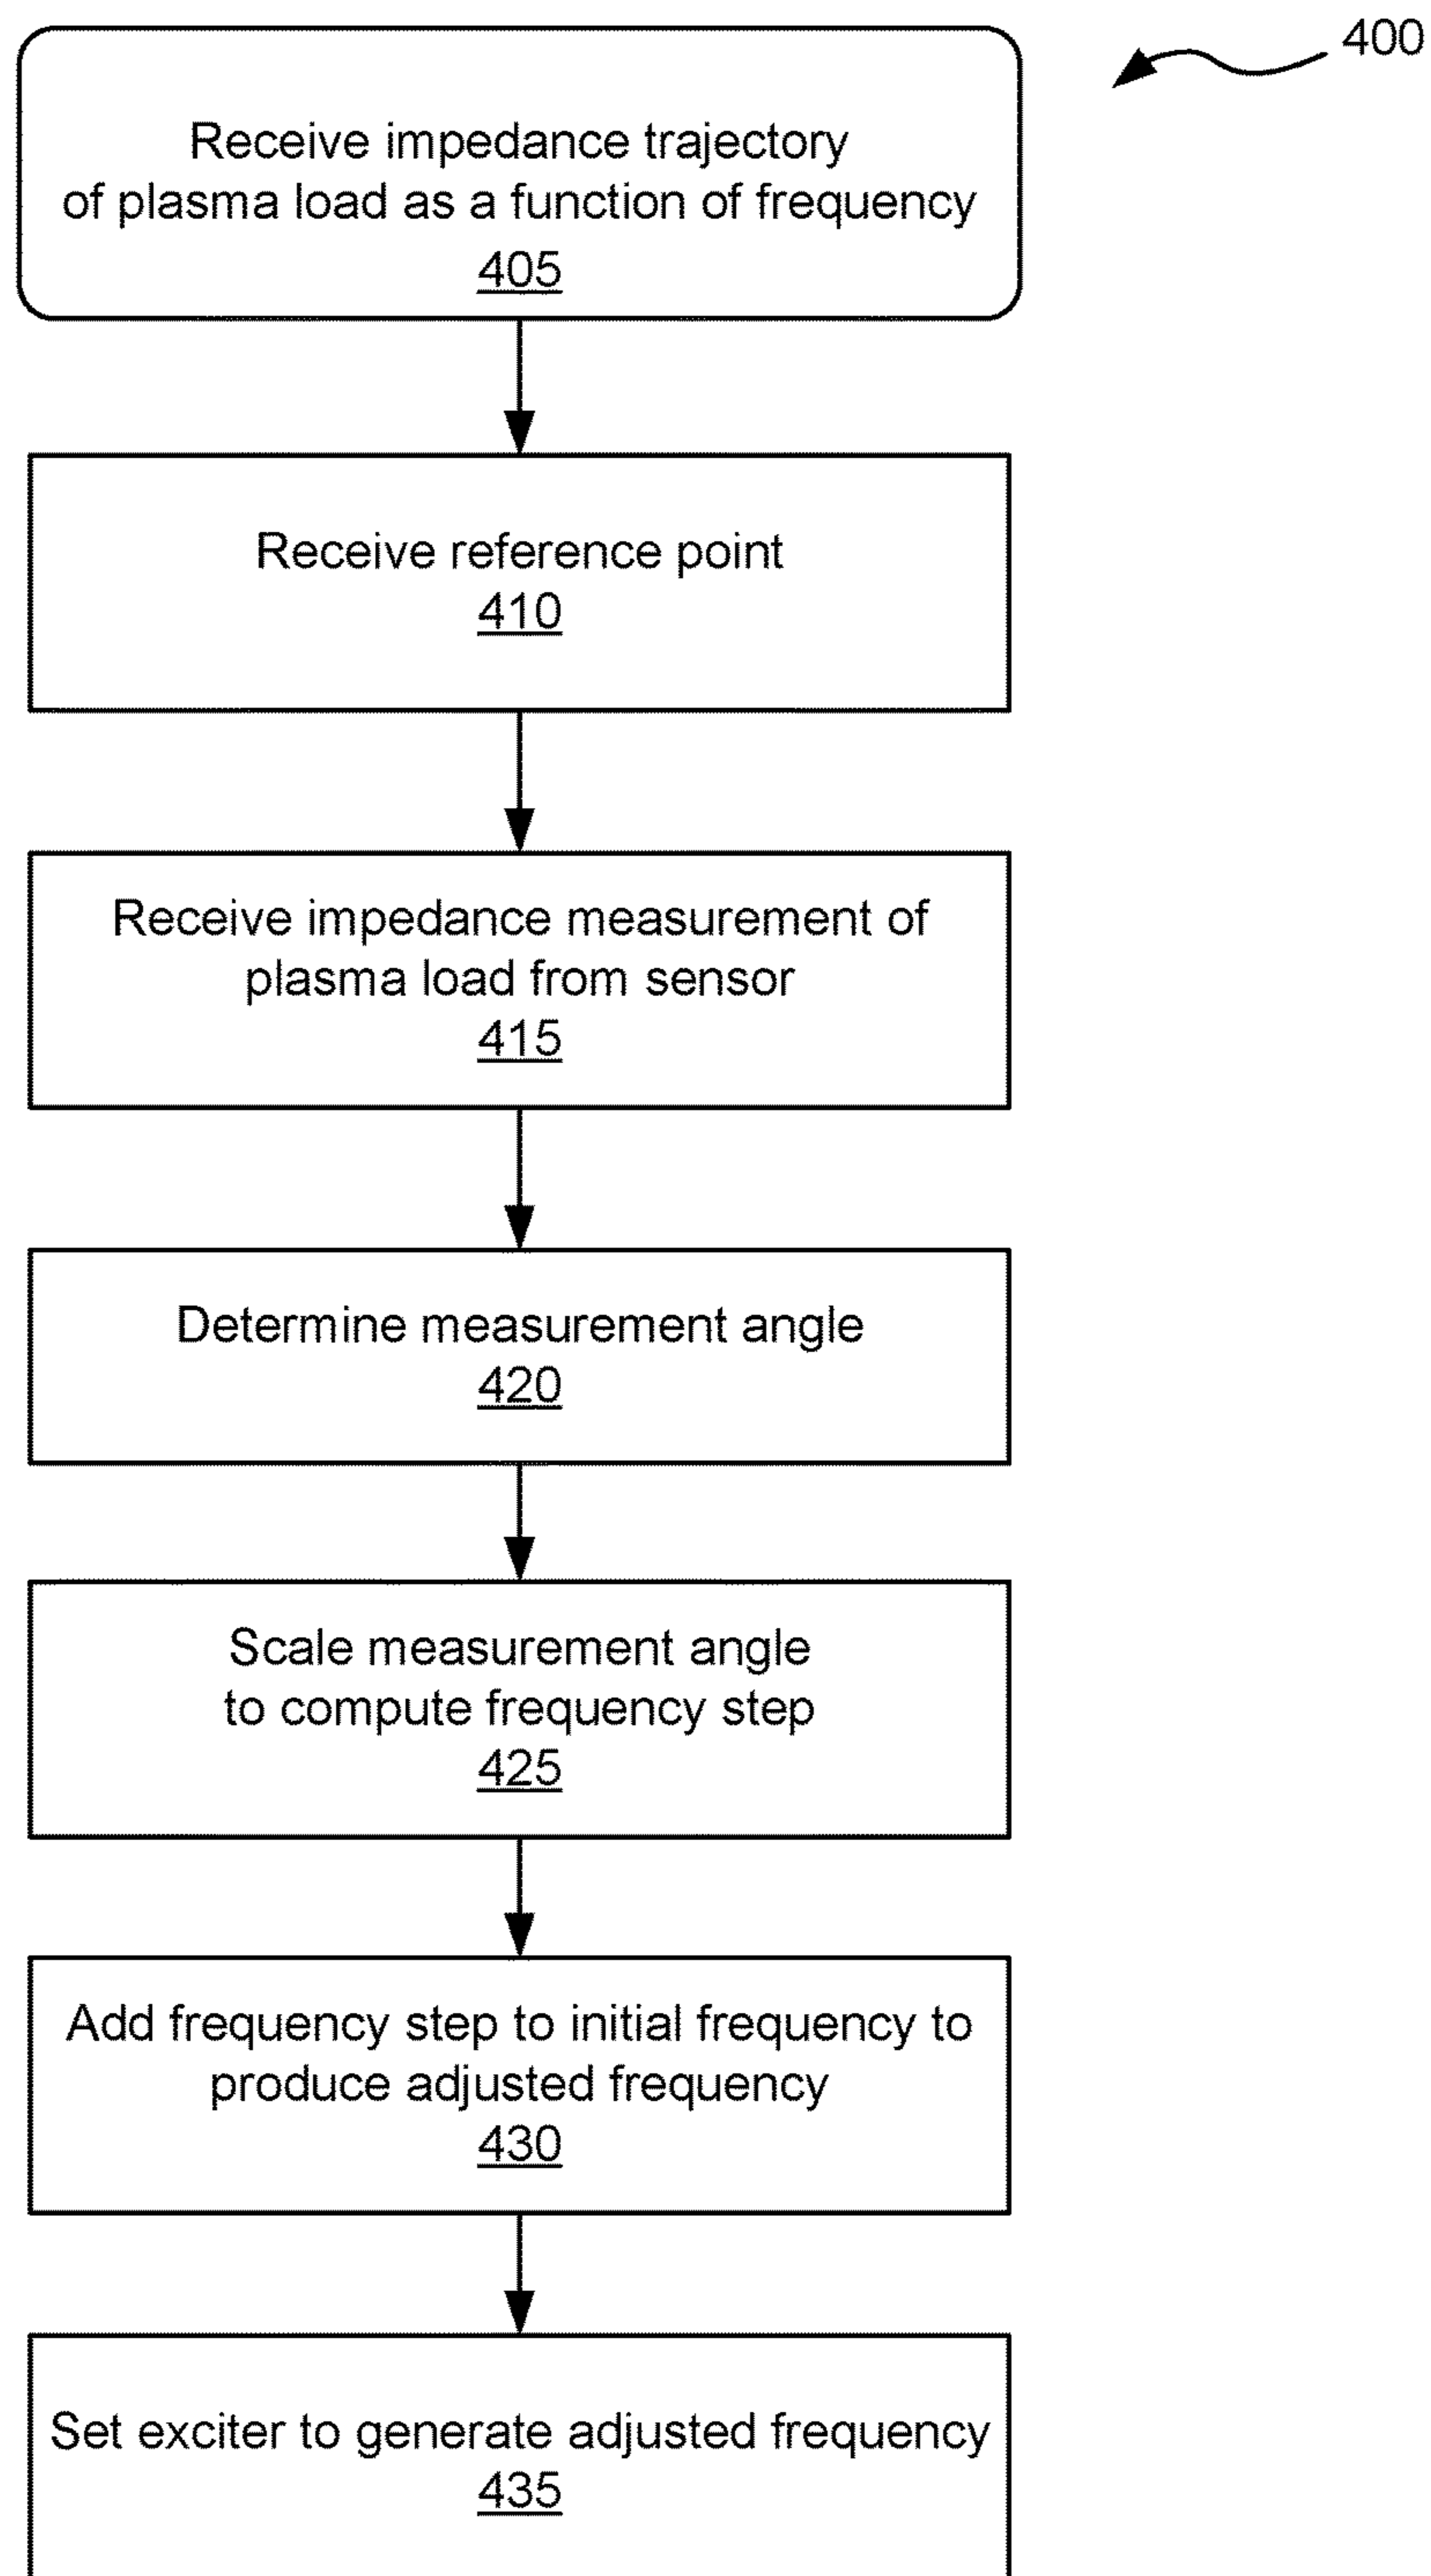 400
Receive impedance trajectory
of plasma load as a function of frequency
405
Receive reference point
410
Receive impedance measurement of
plasma load from sensor
415
Determine measurement angle
420
Scale measurement angle
to compute frequency step
425
Add frequency step to initial frequency to
produce adjusted frequency
430
Set exciter to generate adjusted frequency
435